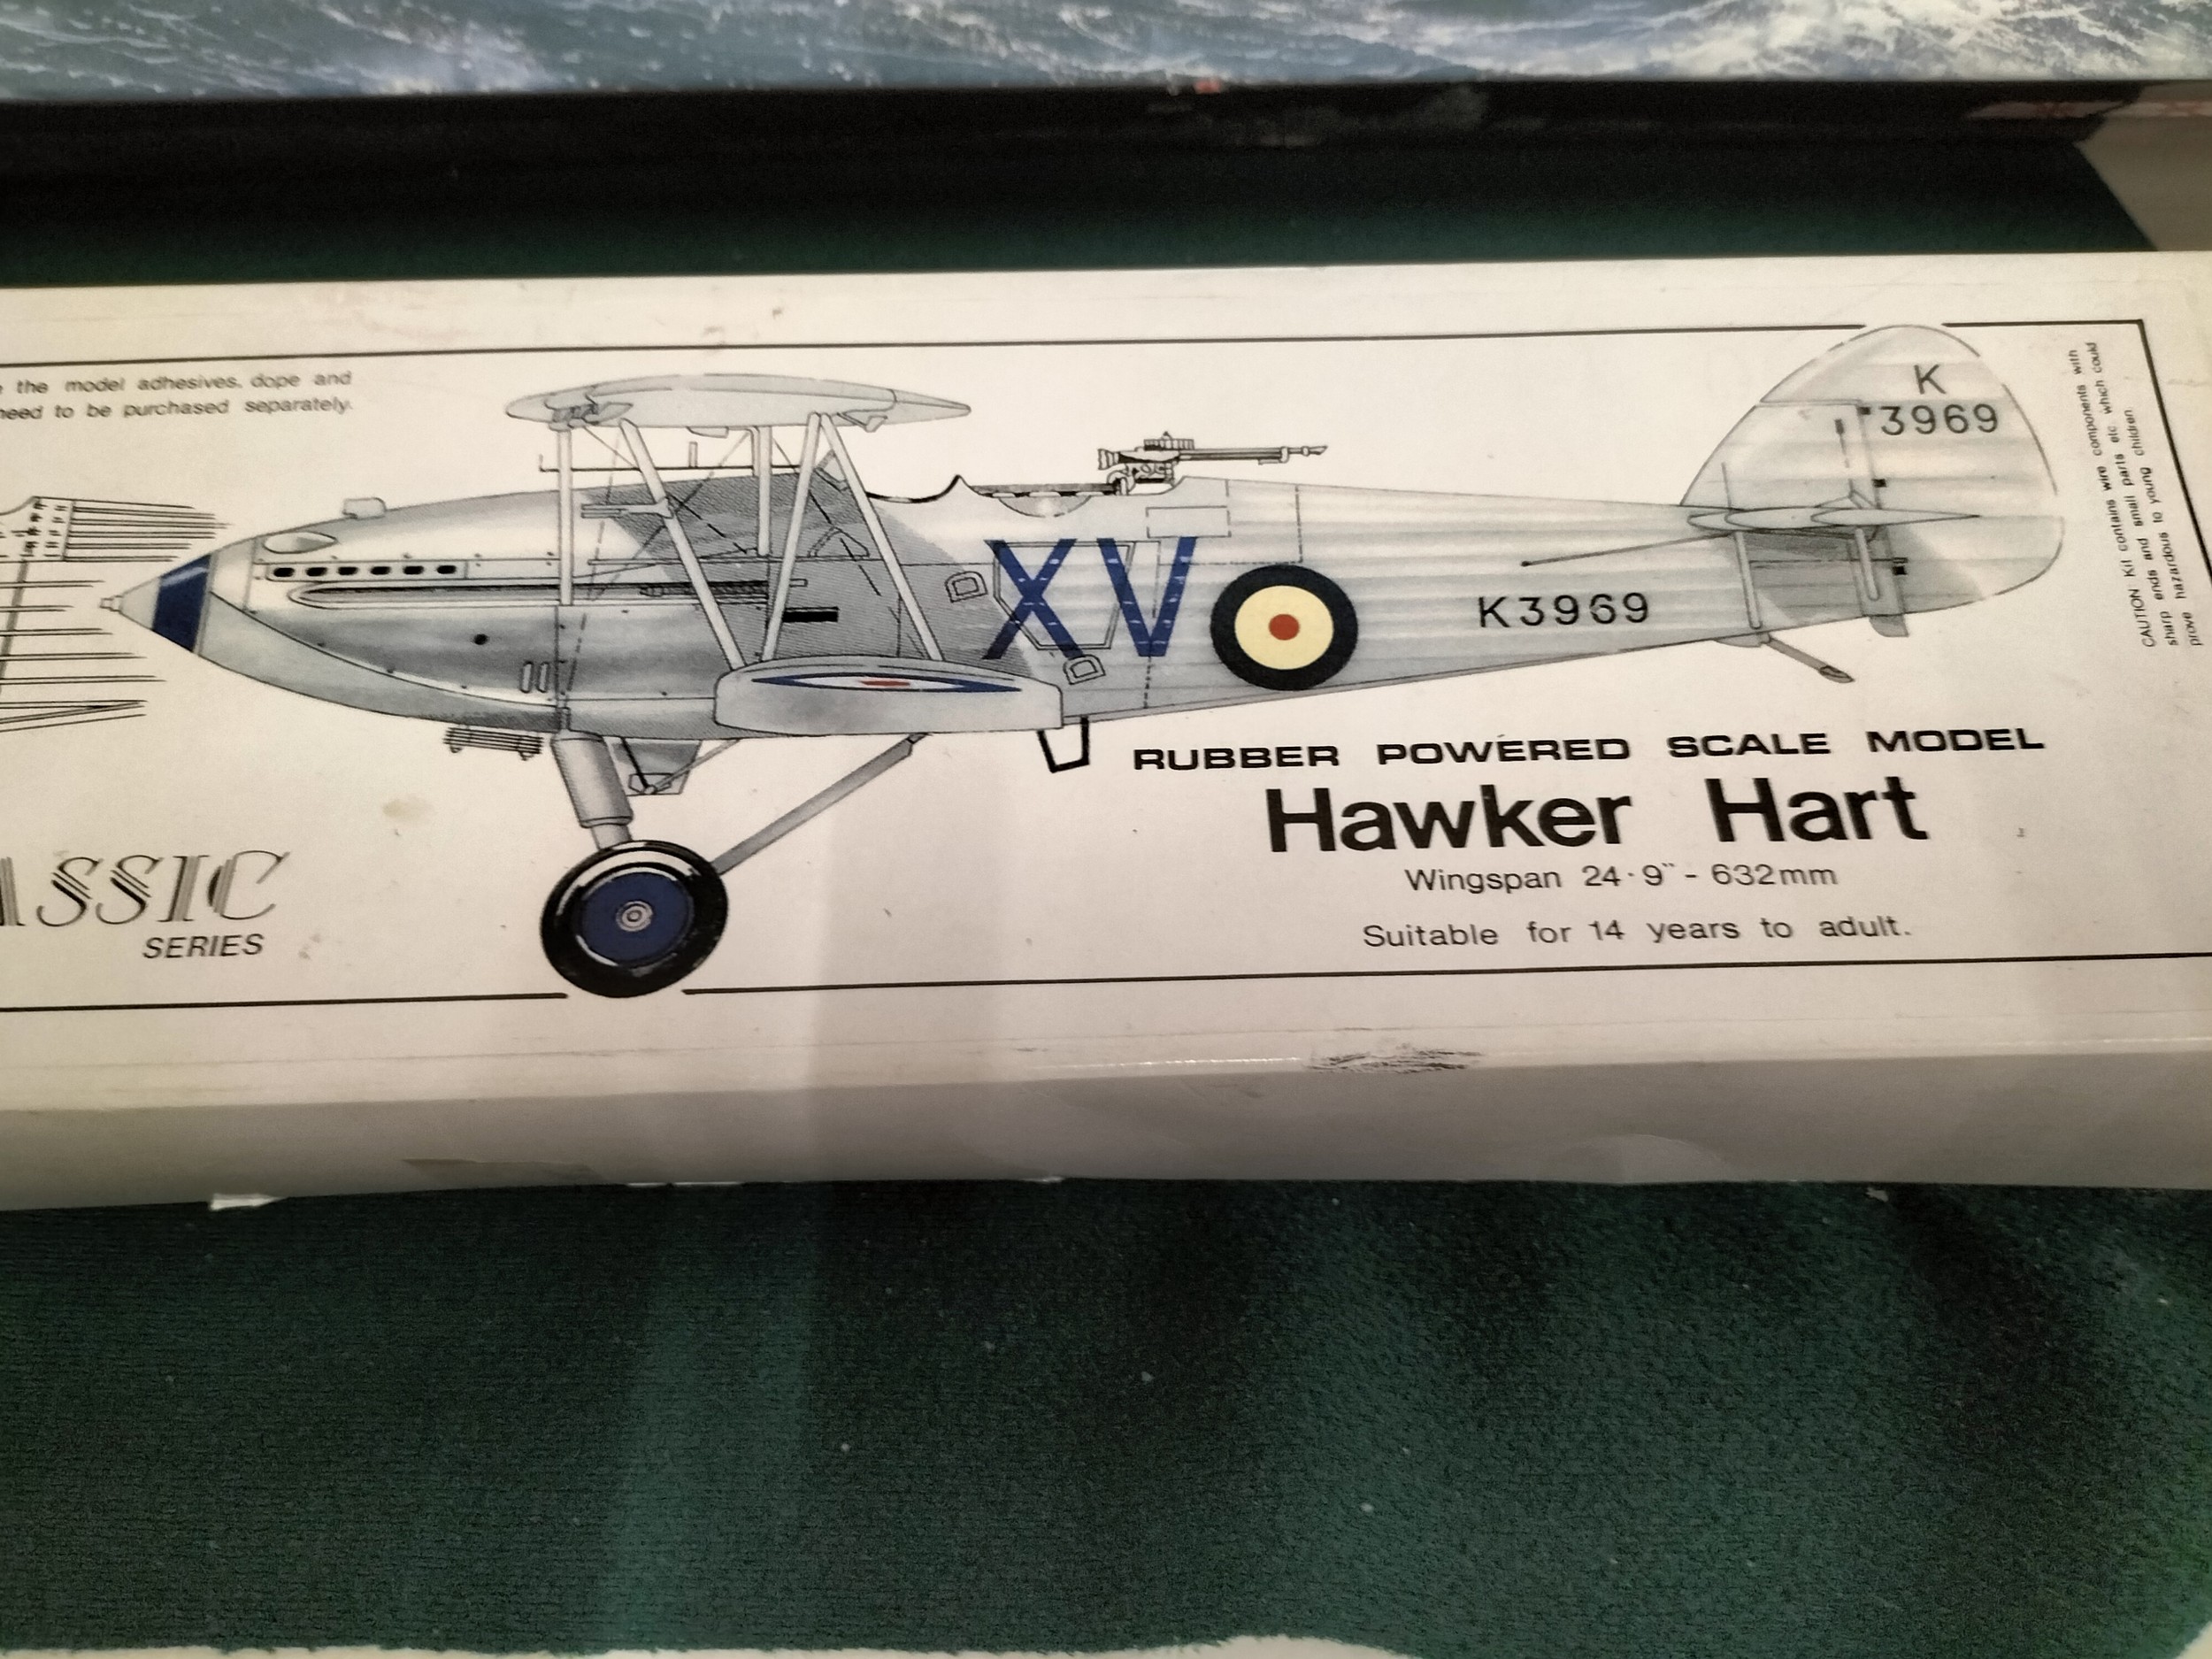 the model adhesives, dope and
need to be purchased separately.
K
3969
XV
K3969
CAUTION Kit contains wire components with
sharp ends and small parts etc which could
prove hazardous to young children.
RUBBER POWERED SCALE MODEL
Hawker Hart
Wingspan 24·9" - 632mm
Suitable for 14 years to adult.
ASSIC
SERIES